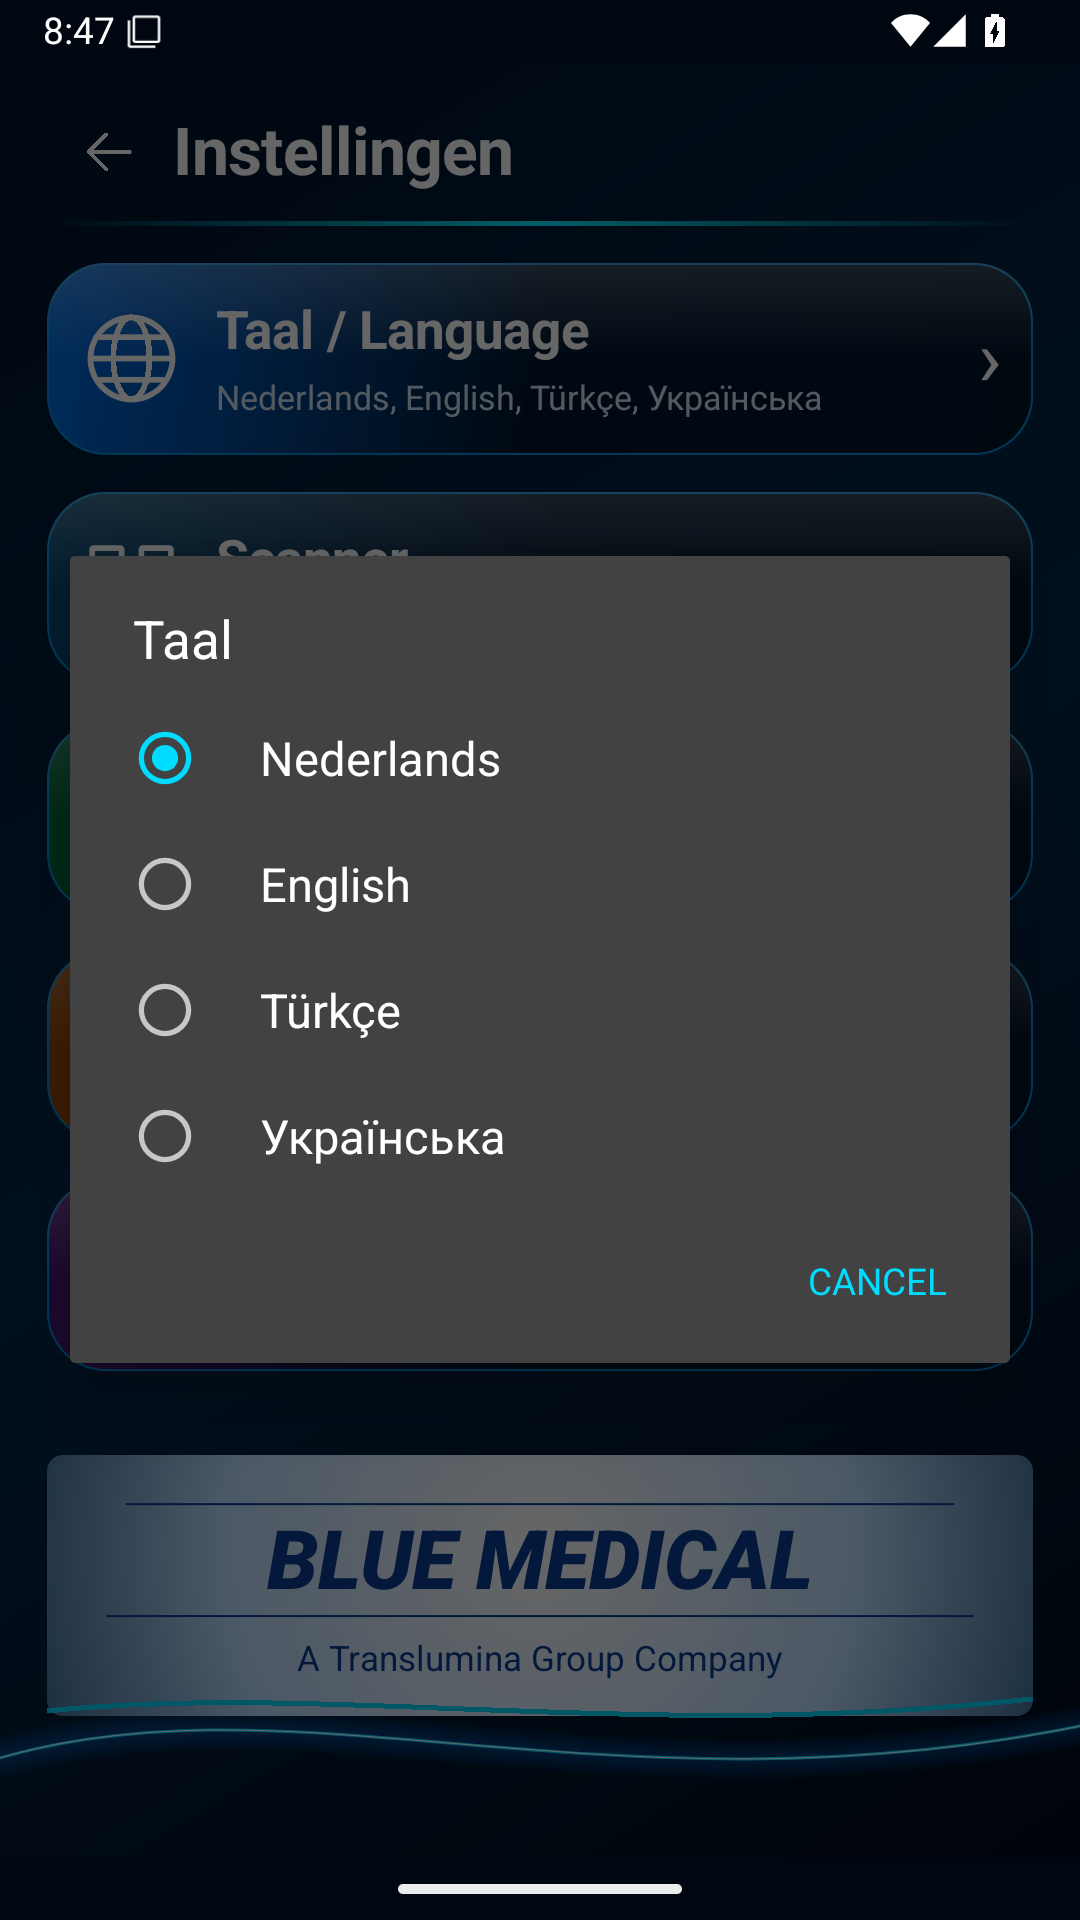 8:47
Instellingen
Taal / Language
Nederlands, English, Türkçe, Українська
Scanner
Taal
Nederlands
English
Türkçe
Українська
CANCEL
BLUE MEDICAL
A Translumina Group Company